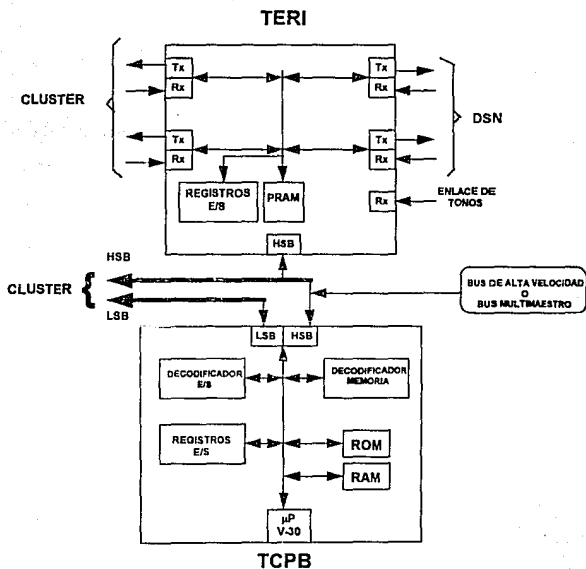 TERI
Tx
Rx
Tx
Rx
CLUSTER
Tx
Rx
Tx
Rx
DSN
REGISTROS
E/S
PRAM
Rx
ENLACE DE
TONOS
HSB
HSB
CLUSTER
LSB
BUS DE ALTA VELOCIDAD
O
BUS MULTIMAESTRO
LSB
HSB
DECODIFICADOR
E/S
DECODIFICADOR
MEMORIA
REGISTROS
E/S
ROM
RAM
µP
V-30
TCPB